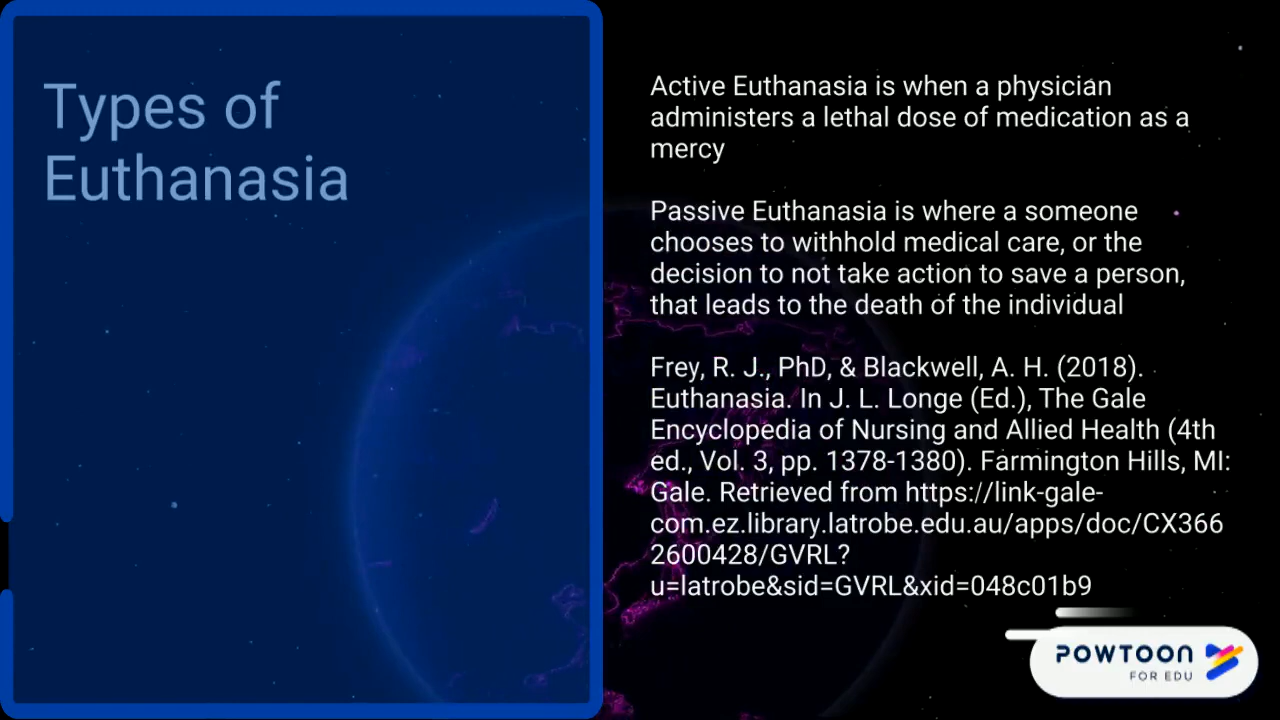 Types of
Euthanasia
Active Euthanasia is when a physician
administers a lethal dose of medication as a
mercy
Passive Euthanasia is where a someone
chooses to withhold medical care, or the
decision to not take action to save a person,
that leads to the death of the individual
Frey, R. J., PhD, & Blackwell, A. H. (2018).
Euthanasia. In J. L. Longe (Ed.), The Gale
Encyclopedia of Nursing and Allied Health (4th
ed., Vol. 3, pp. 1378-1380). Farmington Hills, MI:
Gale. Retrieved from https://link-gale-
com.ez.library.latrobe.edu.au/apps/doc/CX366
2600428/GVRL?
u=latrobe&sid=GVRL&xid=048c01b9
POWTOON
FOR EDU